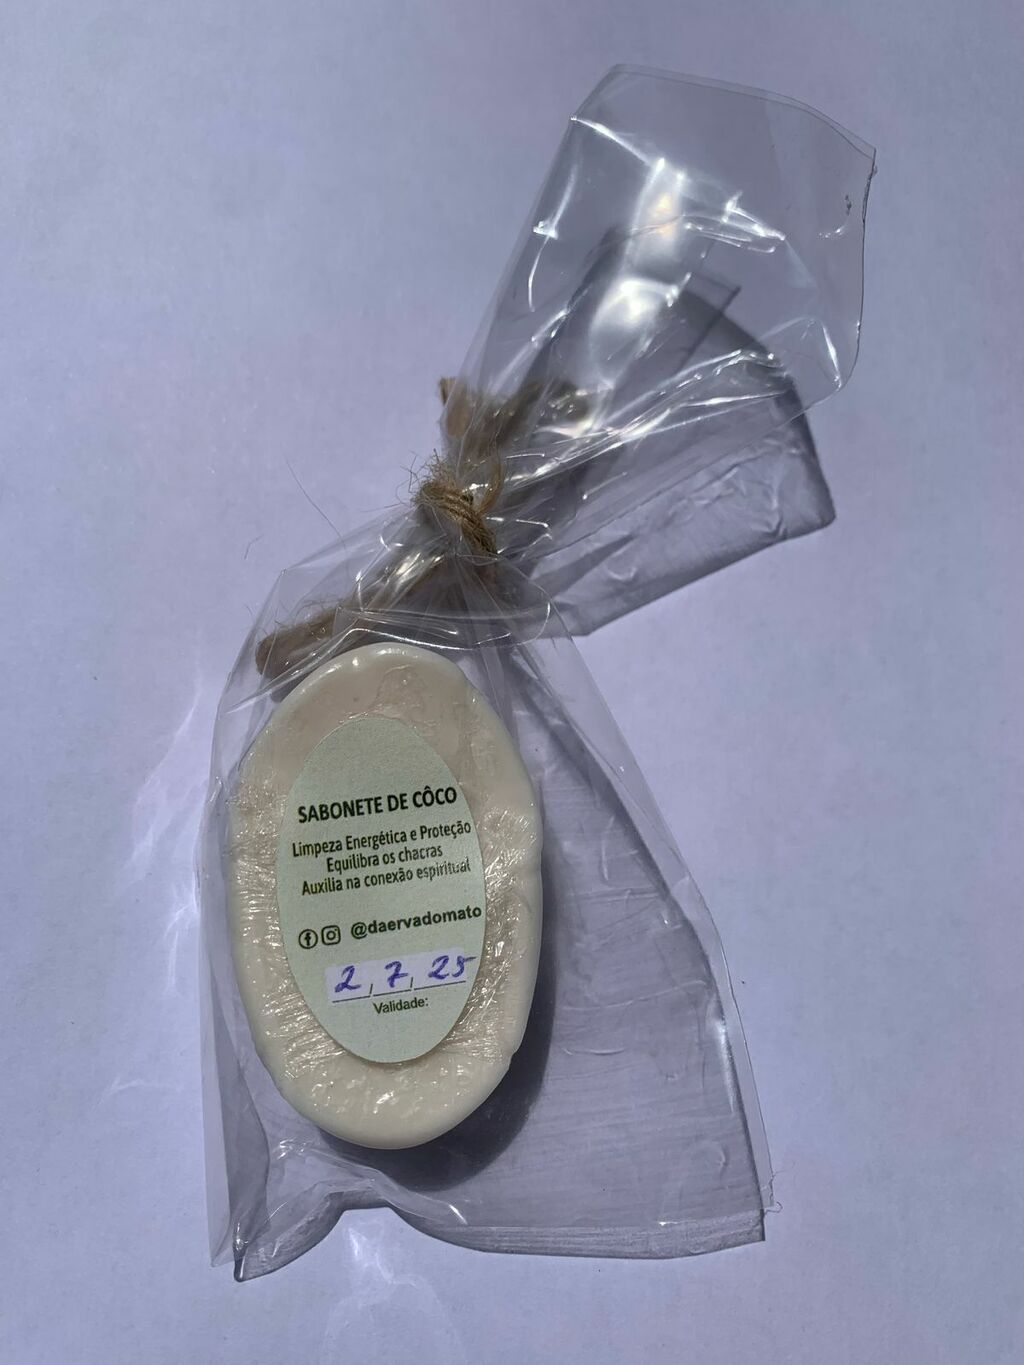 SABONETE DE CÔCO
Limpeza Energética e Proteção
Equilibra os chacras
Auxilia na conexão espiritual
@daervadomato
2, 7, 25
Validade: